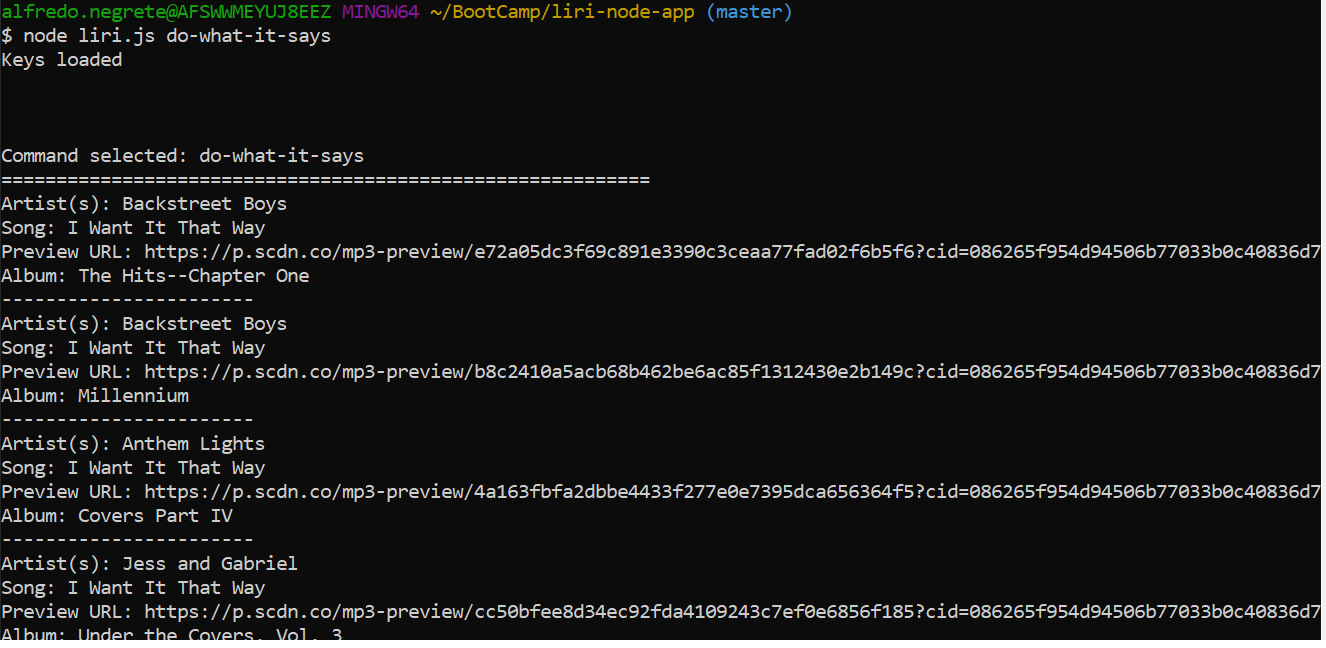 alfredo.negrete@AFSWWMEYUJ8EEZ MINGW64 ~/BootCamp/liri-node-app (master)
$ node liri.js do-what-it-says
Keys loaded
Command selected: do-what-it-says
===========================================================
Artist(s): Backstreet Boys
Song: I Want It That Way
Preview URL: https://p.scdn.co/mp3-preview/e72a05dc3f69c891e3390c3ceaa77fad02f6b5f6?cid=086265f954d94506b77033b0c40836d7
Album: The Hits--Chapter One
-----------------------
Artist(s): Backstreet Boys
Song: I Want It That Way
Preview URL: https://p.scdn.co/mp3-preview/b8c2410a5acb68b462be6ac85f1312430e2b149c?cid=086265f954d94506b77033b0c40836d7
Album: Millennium
-----------------------
Artist(s): Anthem Lights
Song: I Want It That Way
Preview URL: https://p.scdn.co/mp3-preview/4a163fbfa2dbbe4433f277e0e7395dca656364f5?cid=086265f954d94506b77033b0c40836d7
Album: Covers Part IV
-----------------------
Artist(s): Jess and Gabriel
Song: I Want It That Way
Preview URL: https://p.scdn.co/mp3-preview/cc50bfee8d34ec92fda4109243c7ef0e6856f185?cid=086265f954d94506b77033b0c40836d7
Album: Under the Covers, Vol. 3